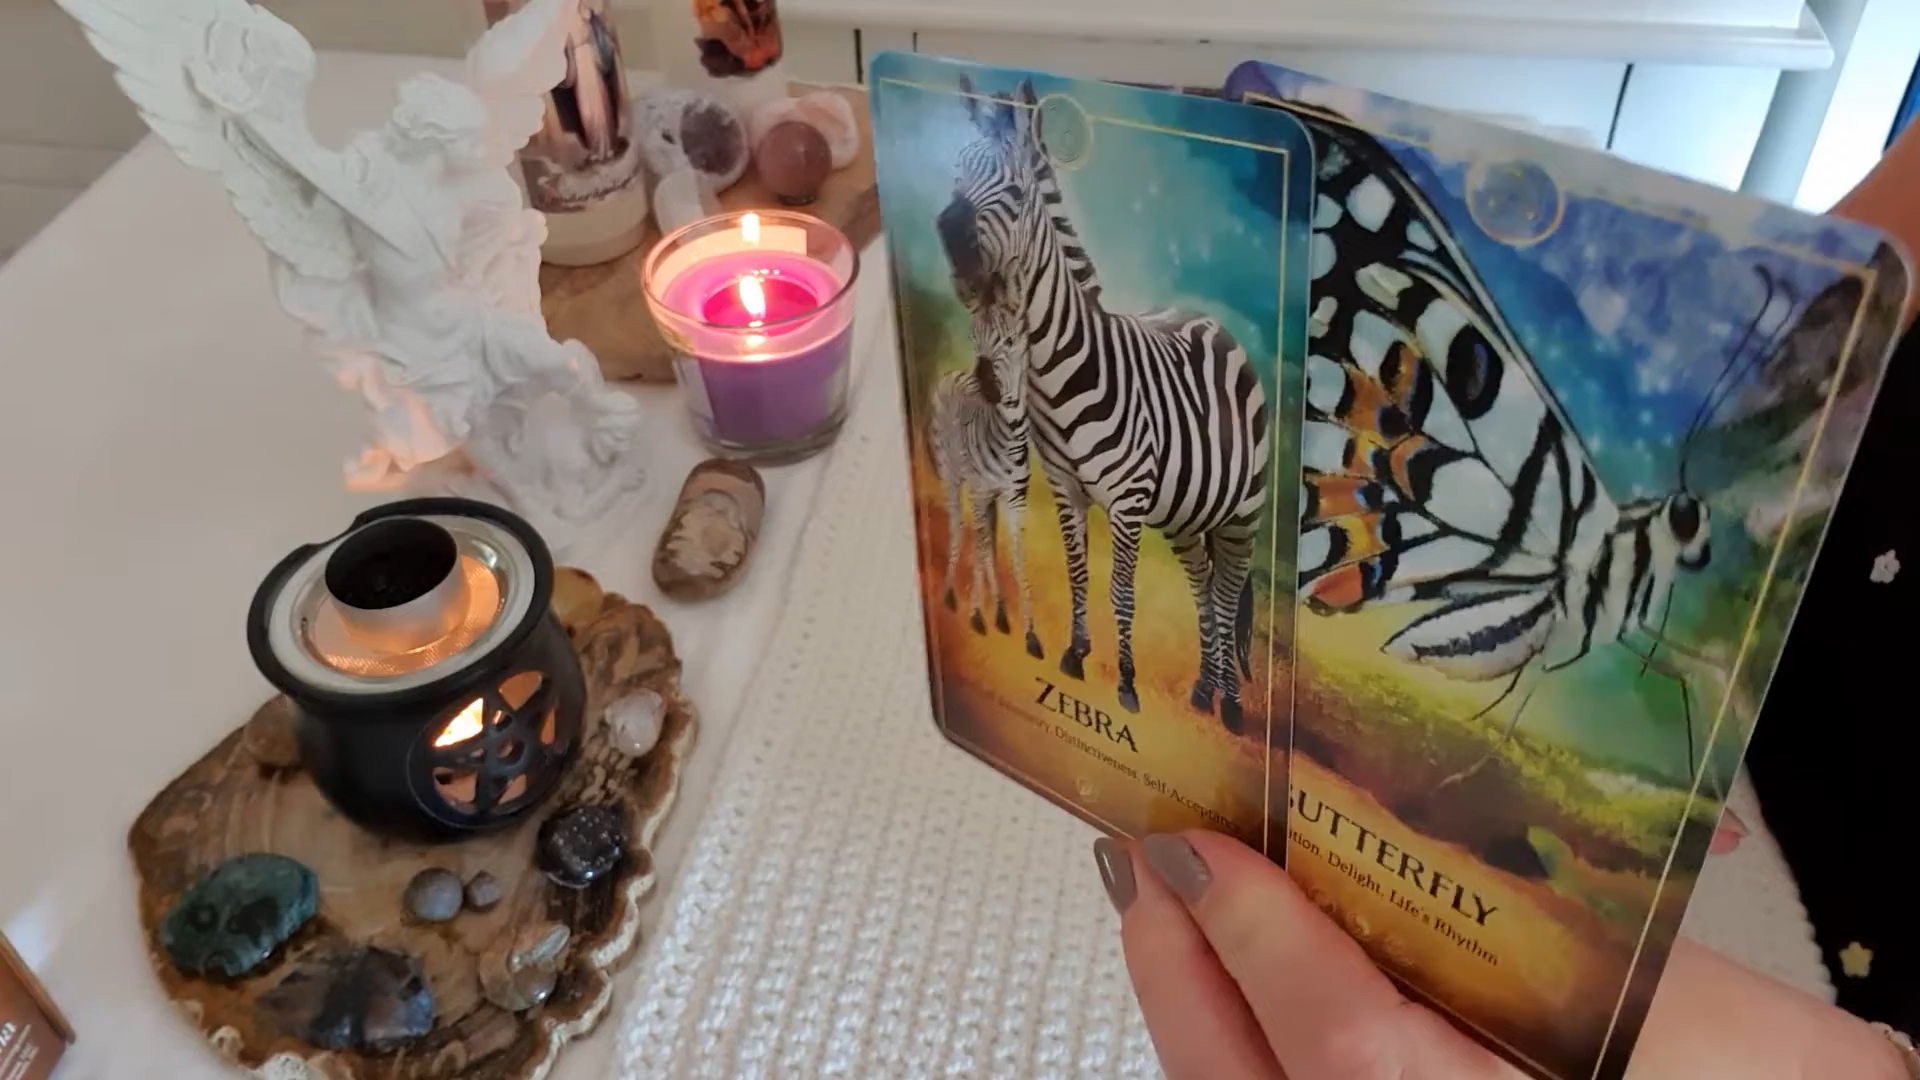 ZEBRA
Distinctiveness, Self-Acceptance
BUTTERFLY
Delight, Life's Rhythm